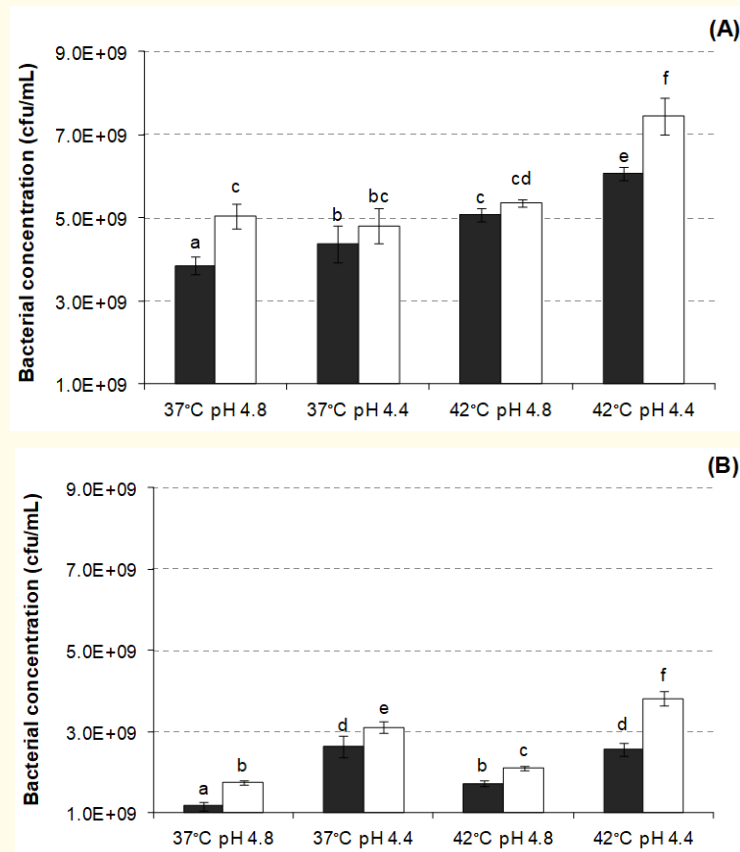 (A)
Bacterial concentration (cfu/mL)
9.0E+09
7.0E+09
5.0E+09
3.0E+09
1.0E+09
a
c
b
bc
c
cd
e
f
37°C pH 4.8
37°C pH 4.4
42°C pH 4.8
42°C pH 4.4
(B)
Bacterial concentration (cfu/mL)
9.0E+09
7.0E+09
5.0E+09
3.0E+09
1.0E+09
a
b
d
e
b
c
d
f
37°C pH 4.8
37°C pH 4.4
42°C pH 4.8
42°C pH 4.4